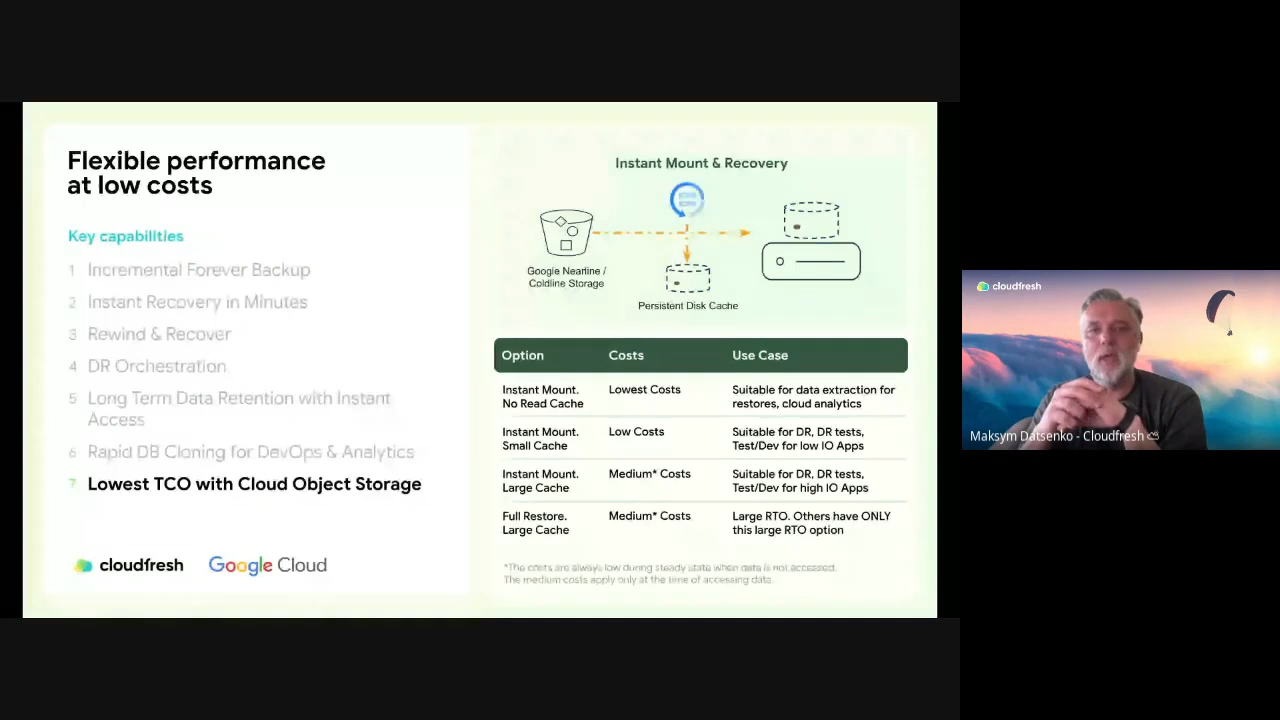 Flexible performance
at low costs
Key capabilities
1 Incremental Forever Backup
2 Instant Recovery in Minutes
3 Rewind & Recover
4 DR Orchestration
5 Long Term Data Retention with Instant
Access
6 Rapid DB Cloning for DevOps & Analytics
7 Lowest TCO with Cloud Object Storage
cloudfresh Google Cloud
Instant Mount & Recovery
Google Nearline /
Coldline Storage
Persistent Disk Cache
Option Costs Use Case
Instant Mount. Lowest Costs Suitable for data extraction for
No Read Cache restores, cloud analytics
Instant Mount. Low Costs Suitable for DR, DR tests,
Small Cache Test/Dev for low IO Apps
Instant Mount. Medium* Costs Suitable for DR, DR tests,
Large Cache Test/Dev for high IO Apps
Full Restore. Medium* Costs Large RTO. Others have ONLY
Large Cache this large RTO option
*The costs are always low during steady state when data is not accessed.
The medium costs apply only at the time of accessing data.
cloudfresh
Maksym Datsenko - Cloudfresh